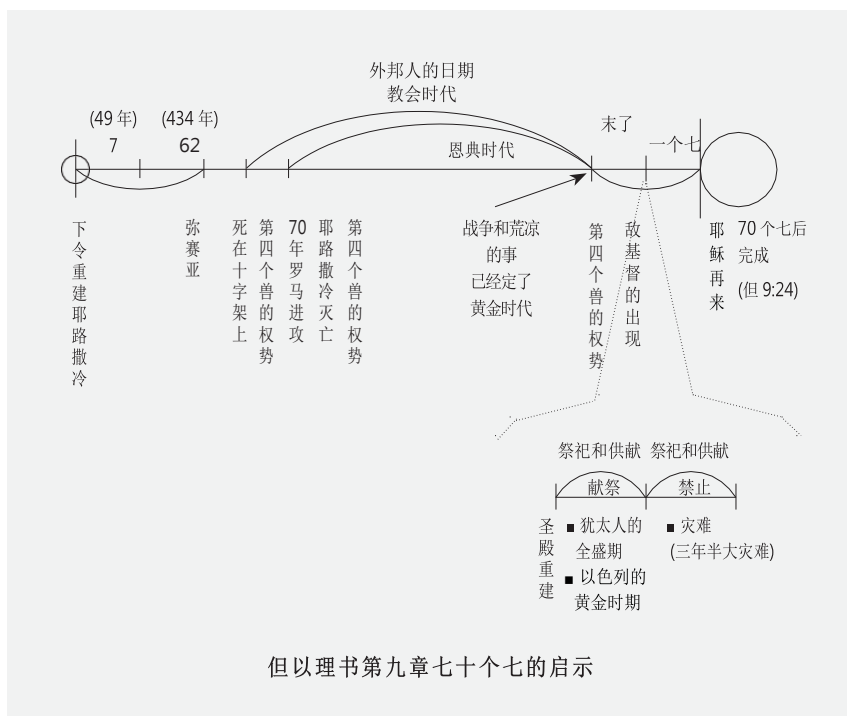 外邦人的日期
教会时代
(49 年)
(434 年)
7
62
恩典时代
末了
一个七
下令重建耶路撒冷
弥赛亚
死在十字架上
第四个兽的权势
70年罗马进攻
耶路撒冷灭亡
第四个兽的权势
战争和荒凉
的事
已经定了
黄金时代
第四个兽的权势
敌基督的出现
耶稣再来
70 个七后
完成
(但 9:24)
祭祀和供献
祭祀和供献
献祭
禁止
圣殿重建
■ 犹太人的
全盛期
■ 以色列的
黄金时期
■ 灾难
(三年半大灾难)
但以理书第九章七十个七的启示